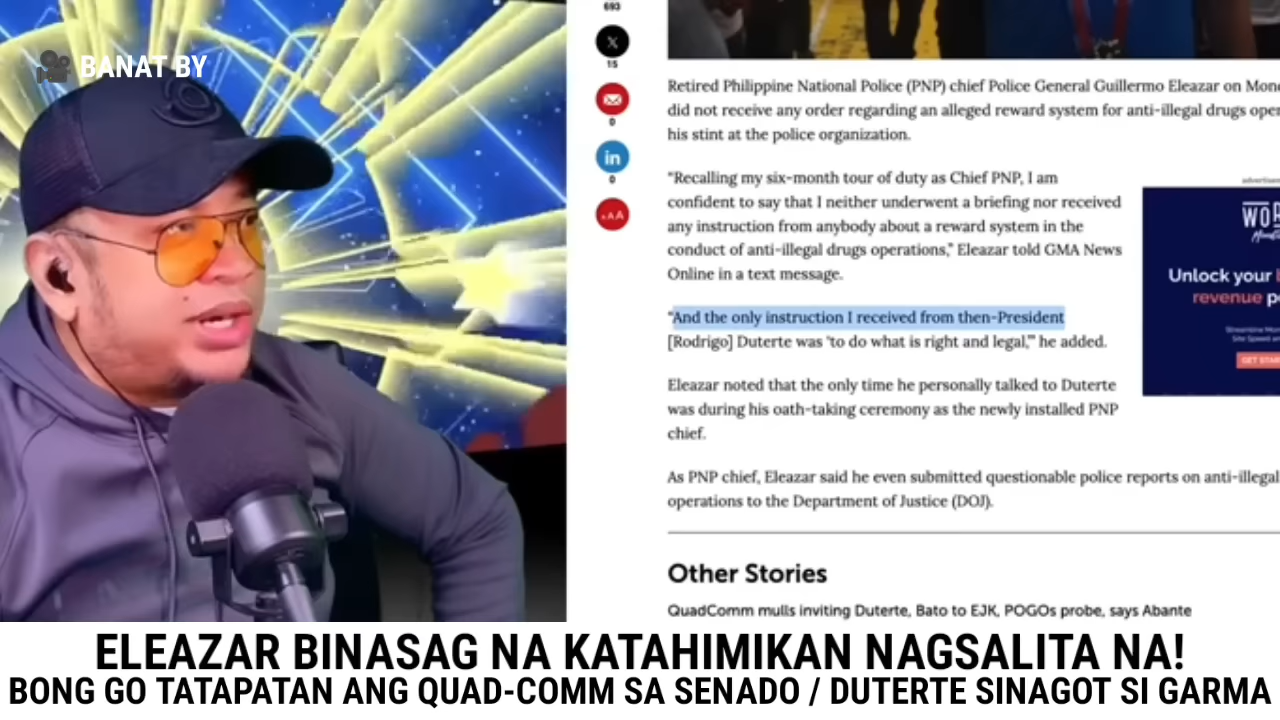 BANAT BY
693
15
0
0
AAA
Retired Philippine National Police (PNP) chief Police General Guillermo Eleazar on Mon
did not receive any order regarding an alleged reward system for anti-illegal drugs oper
his stint at the police organization.
“Recalling my six-month tour of duty as Chief PNP, I am
confident to say that I neither underwent a briefing nor received
any instruction from anybody about a reward system in the
conduct of anti-illegal drugs operations,” Eleazar told GMA News
Online in a text message.
“And the only instruction I received from then-President
[Rodrigo] Duterte was ‘to do what is right and legal,’” he added.
Eleazar noted that the only time he personally talked to Duterte
was during his oath-taking ceremony as the newly installed PNP
chief.
As PNP chief, Eleazar said he even submitted questionable police reports on anti-illegal
operations to the Department of Justice (DOJ).
Unlock your
revenue
Other Stories
QuadComm mulls inviting Duterte, Bato to EJK, POGOs probe, says Abante
ELEAZAR BINASAG NA KATAHIMIKAN NAGSALITA NA!
BONG GO TATAPATAN ANG QUAD-COMM SA SENADO / DUTERTE SINAGOT SI GARMA